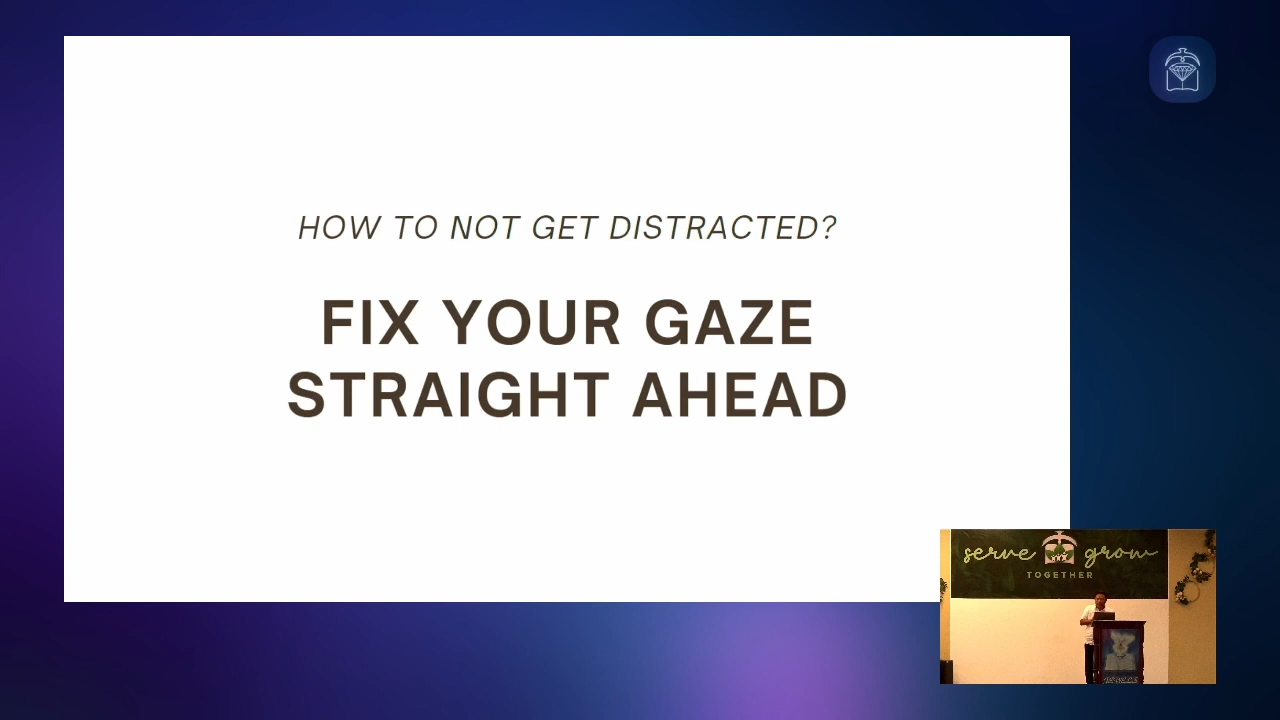 HOW TO NOT GET DISTRACTED?
FIX YOUR GAZE
STRAIGHT AHEAD
serve grow
TOGETHER